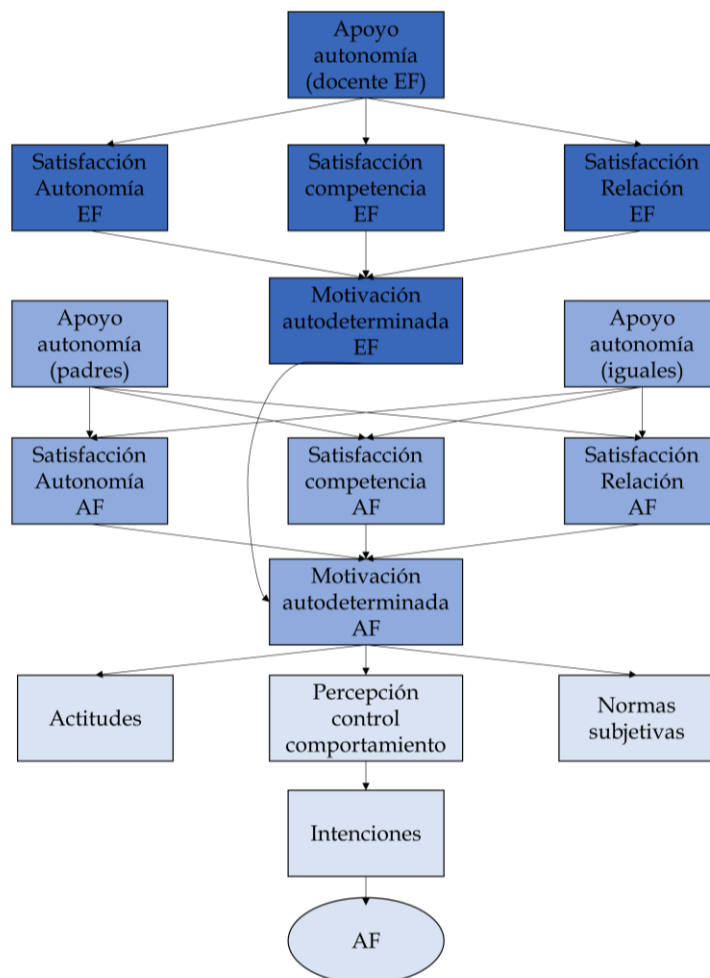 Apoyo
autonomía
(docente EF)
Satisfacción
Autonomía
EF
Satisfacción
competencia
EF
Satisfacción
Relación
EF
Motivación
autodeterminada
EF
Apoyo
autonomía
(padres)
Apoyo
autonomía
(iguales)
Satisfacción
Autonomía
AF
Satisfacción
competencia
AF
Satisfacción
Relación
AF
Motivación
autodeterminada
AF
Actitudes
Percepción
control
comportamiento
Normas
subjetivas
Intenciones
AF